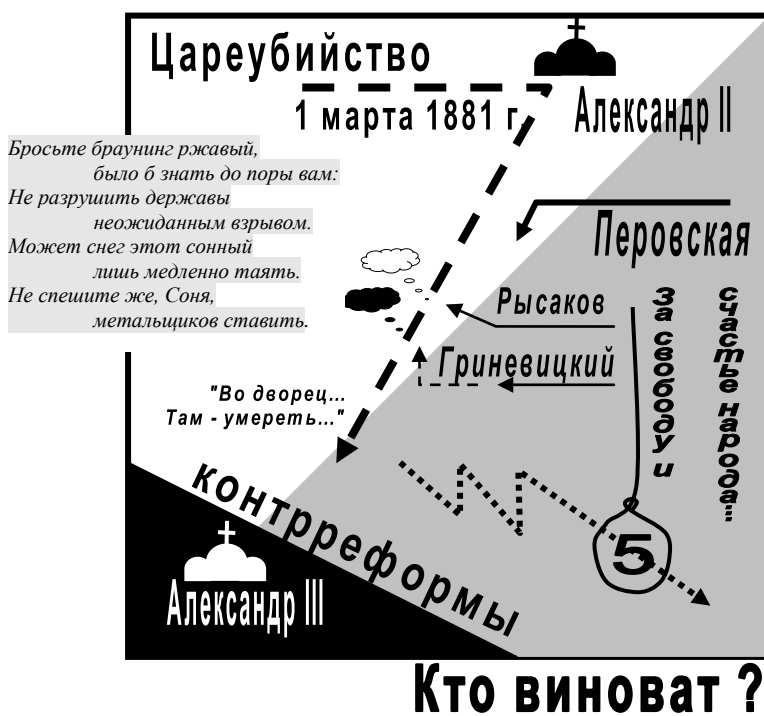 Цареубийство
1 марта 1881 г
Александр II
Бросьте браунинг ржавый,
было б знать до поры вам:
Не разрушить державы
неожиданным взрывом.
Может снег этот сонный
лишь медленно таять.
Не спешите же, Соня,
метальщиков ставить.
Перовская
Рысаков
Гриневицкий
За свободу и
счастье народа!!
"Во дворец...
Там - умереть..."
контрреформы
5
Александр III
Кто виноват ?